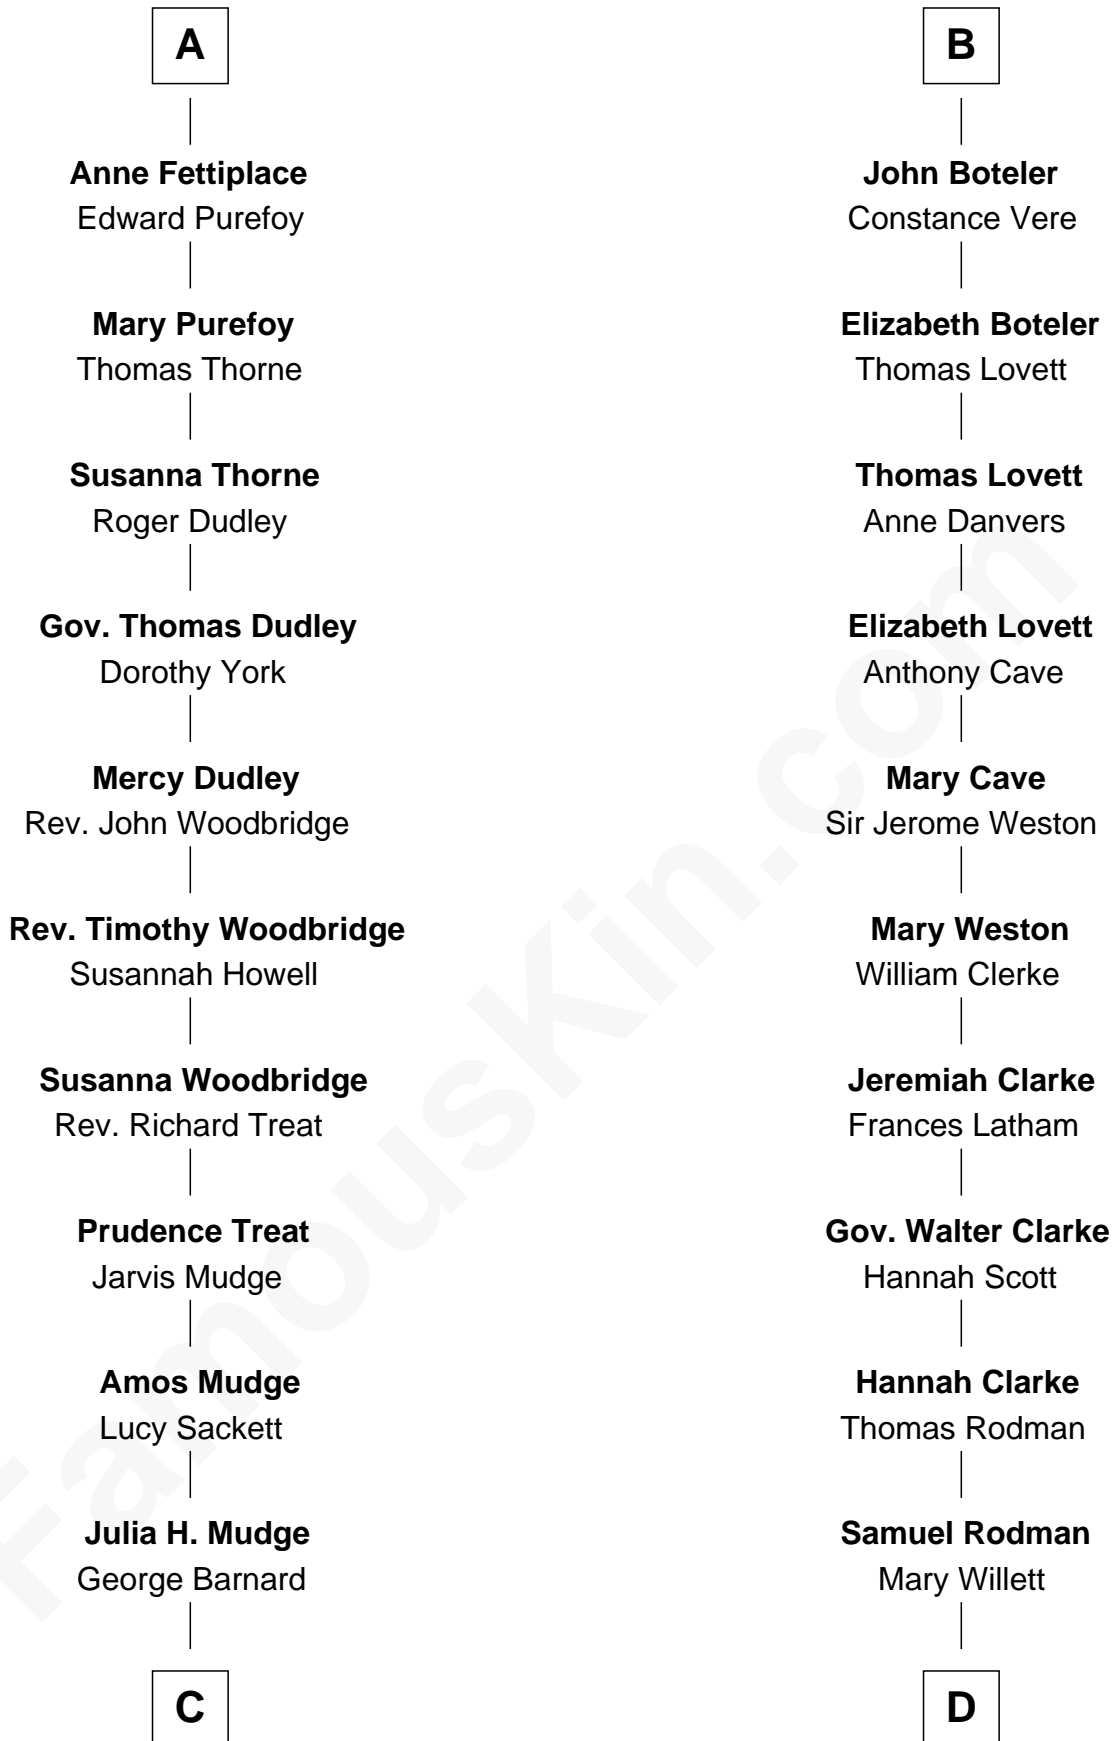 A
Anne Fettiplace
Edward Purefoy
Mary Purefoy
Thomas Thorne
Susanna Thorne
Roger Dudley
Gov. Thomas Dudley
Dorothy York
Mercy Dudley
Rev. John Woodbridge
Rev. Timothy Woodbridge
Susannah Howell
Susanna Woodbridge
Rev. Richard Treat
Prudence Treat
Jarvis Mudge
Amos Mudge
Lucy Sackett
Julia H. Mudge
George Barnard
C
B
John Boteler
Constance Vere
Elizabeth Boteler
Thomas Lovett
Thomas Lovett
Anne Danvers
Elizabeth Lovett
Anthony Cave
Mary Cave
Sir Jerome Weston
Mary Weston
William Clerke
Jeremiah Clarke
Frances Latham
Gov. Walter Clarke
Hannah Scott
Hannah Clarke
Thomas Rodman
Samuel Rodman
Mary Willett
D
FamousKin.com